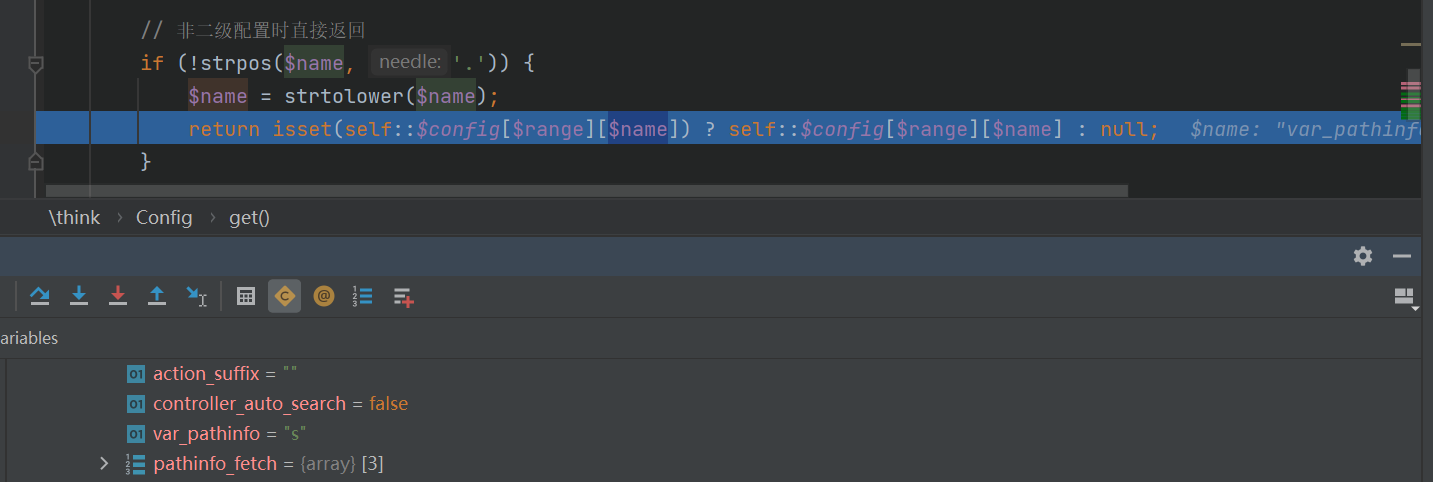 // 非二级配置时直接返回
if (!strpos($name, needle: '.')) {
$name = strtolower($name);
return isset(self::$config[$range][$name]) ? self::$config[$range][$name] : null; $name: "var_pathinfo
}
\think › Config › get()
ariables
action_suffix = ""
controller_auto_search = false
var_pathinfo = "s"
pathinfo_fetch = {array} [3]